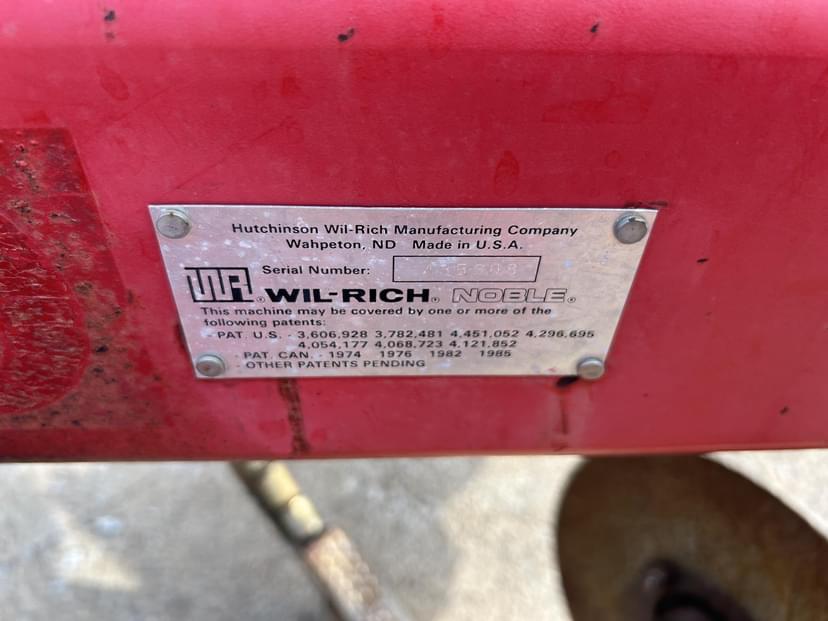 Hutchinson Wil-Rich Manufacturing Company
Wahpeton, ND Made in U.S.A.
Serial Number:
WR ® WIL-RICH® NOBLE®
This machine may be covered by one or more of the
following patents:
- PAT. U.S. - 3,606,928 3,782,481 4,451,052 4,296,695
4,054,177 4,068,723 4,121,852
- PAT. CAN. - 1974 1976 1982 1985
- OTHER PATENTS PENDING